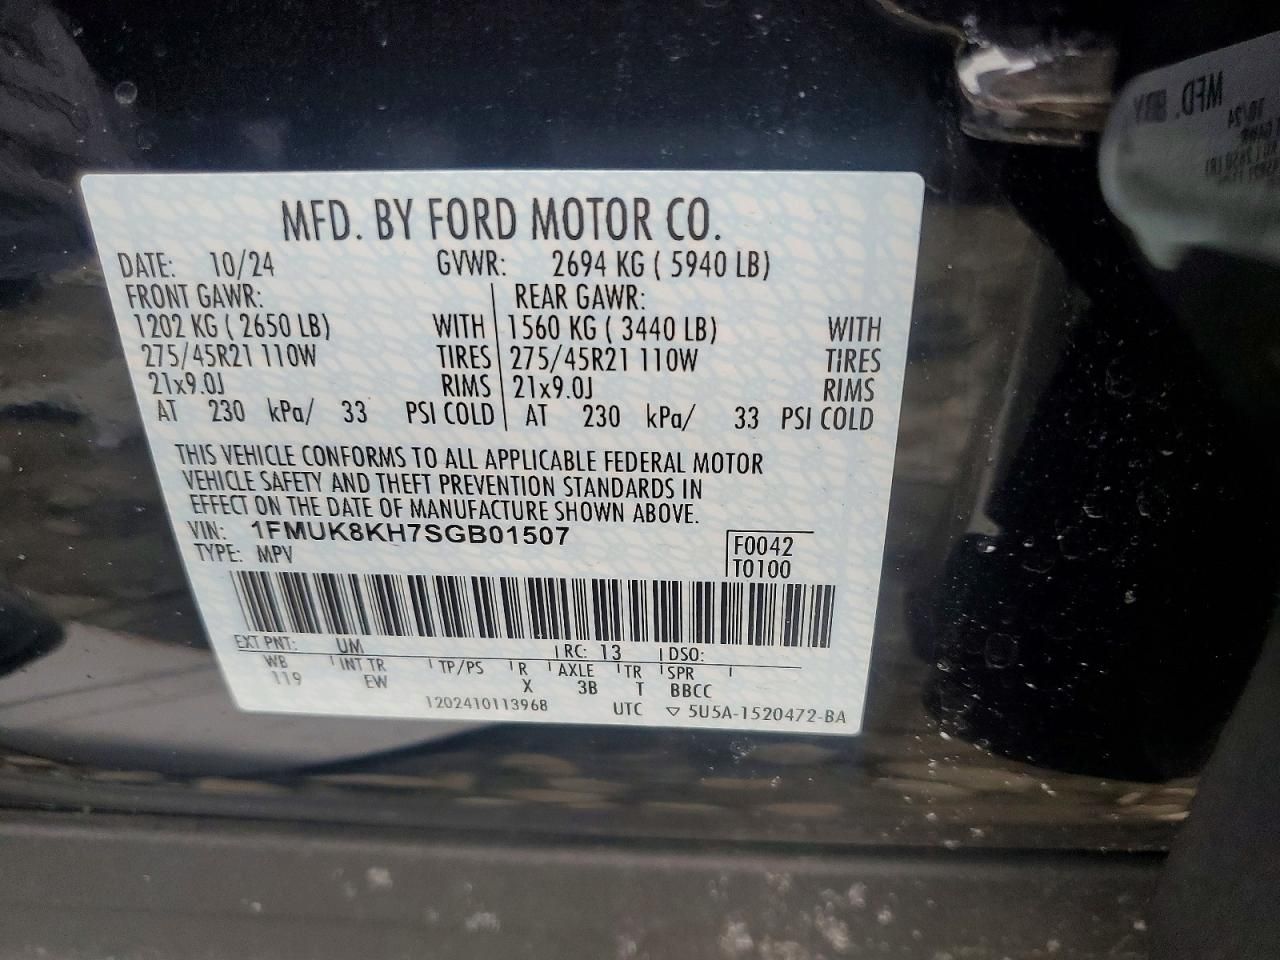 MFD. BY FORD MOTOR CO.
DATE: 10/24 GVWR: 2694 KG ( 5940 LB)
FRONT GAWR: REAR GAWR:
1202 KG ( 2650 LB) WITH 1560 KG ( 3440 LB) WITH
275/45R21 110W TIRES 275/45R21 110W TIRES
21x9.0J RIMS 21x9.0J RIMS
AT 230 kPa/ 33 PSI COLD AT 230 kPa/ 33 PSI COLD
THIS VEHICLE CONFORMS TO ALL APPLICABLE FEDERAL MOTOR
VEHICLE SAFETY AND THEFT PREVENTION STANDARDS IN
EFFECT ON THE DATE OF MANUFACTURE SHOWN ABOVE.
VIN: 1FMUK8KH7SGB01507
TYPE: MPV
F0042
T0100
EXT PNT: UM RC: 13 DSO:
WB INT TR TP/PS R AXLE TR SPR
119 EW X 3B T BBCC
1202410113968 UTC ▽ 5U5A-1520472-BA
MFD. 
10/24